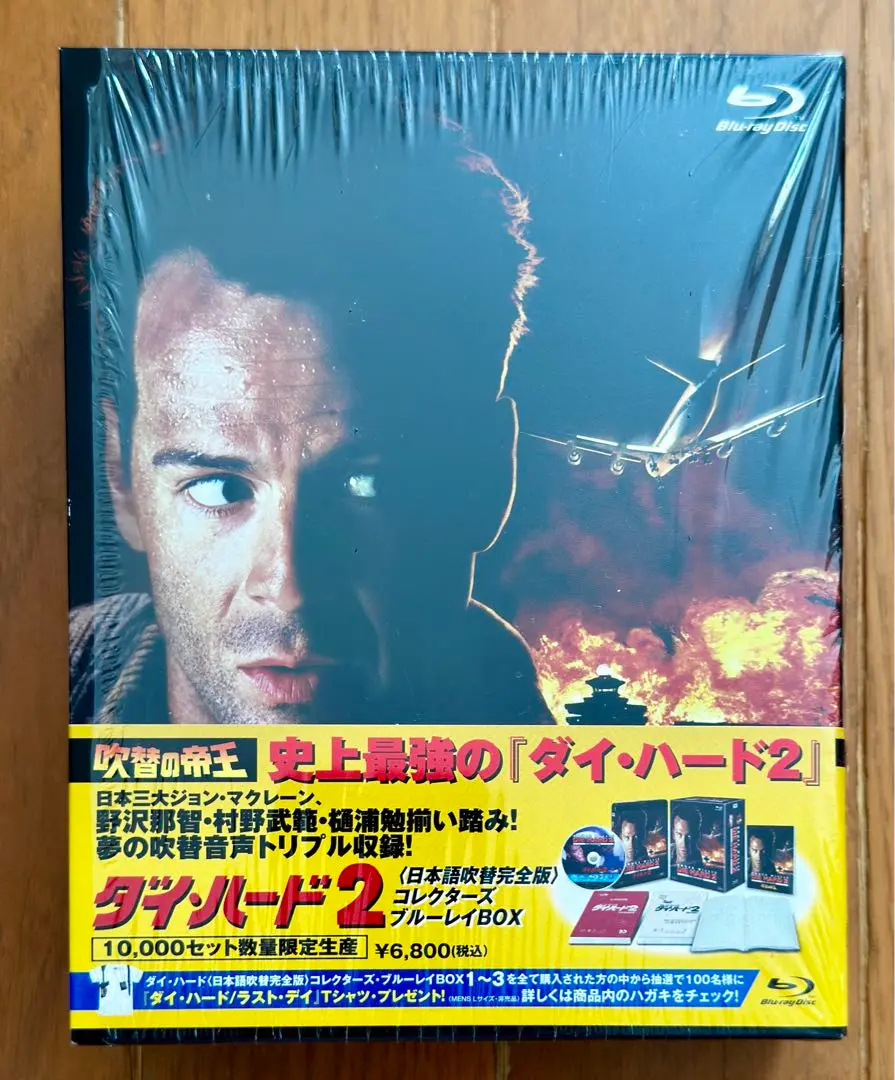 Blu-ray Disc
吹替の帝王
史上最強の『ダイ・ハード2』
日本三大ジョン・マクレーン、
野沢那智・村野武範・樋浦勉揃い踏み!
夢の吹替音声トリプル収録!
ダイ・ハード2
〈日本語吹替完全版〉
コレクターズ
ブルーレイBOX
10,000セット数量限定生産
¥6,800(税込)
ダイ・ハード〈日本語吹替完全版〉コレクターズ・ブルーレイBOX1〜3を全て購入された方の中から抽選で100名様に
『ダイ・ハード/ラスト・デイ』Tシャツ・プレゼント! (MENS Lサイズ・非売品) 詳しくは商品内のハガキをチェック!
Blu-ray Disc